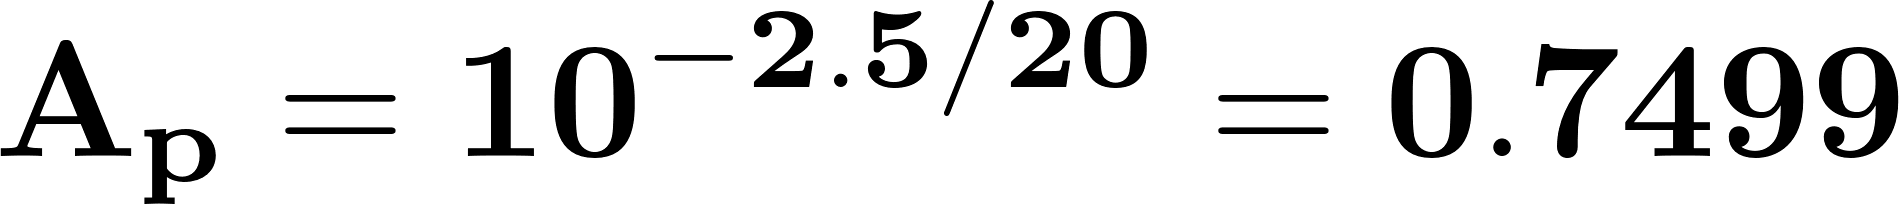 A_p = 10^{-2.5/20} = 0.7499